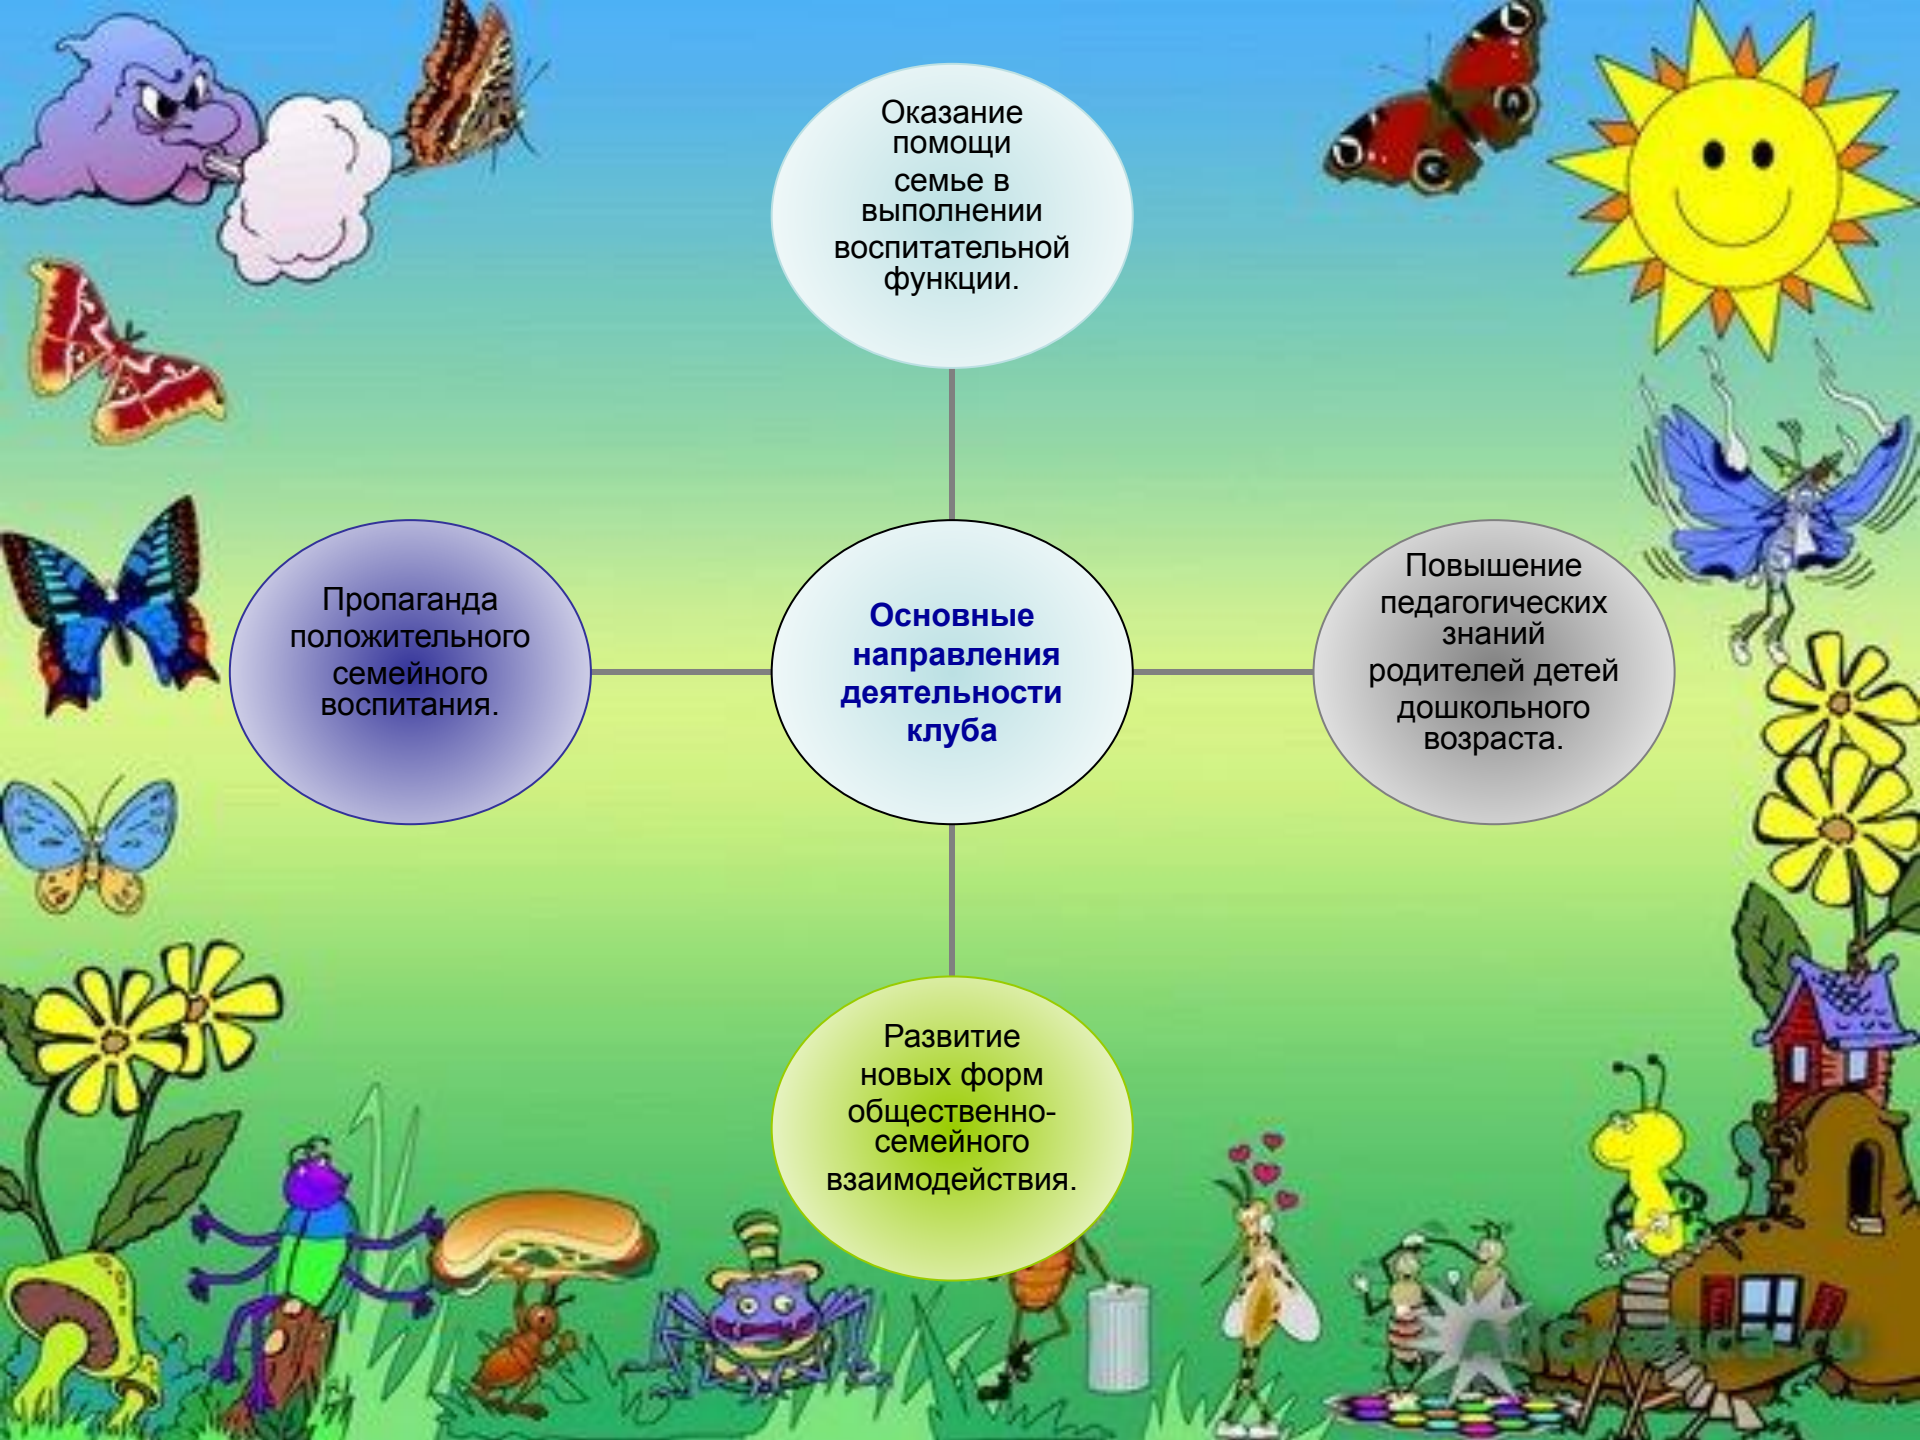 Оказание
помощи
семье в
выполнении
воспитательной
функции.
Пропаганда
положительного
семейного
воспитания.
Основные
направления
деятельности
клуба
Повышение
педагогических
знаний
родителей детей
дошкольного
возраста.
Развитие
новых форм
общественно-
семейного
взаимодействия.